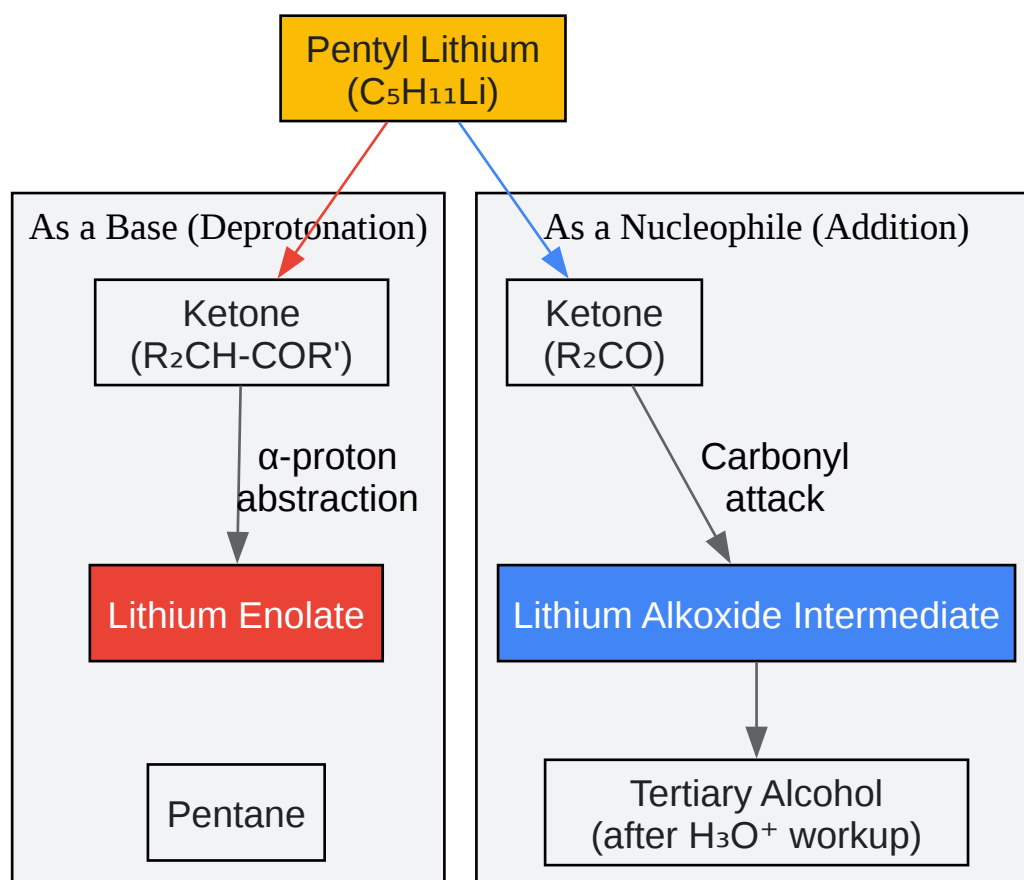 Pentyl Lithium
(C₅H₁₁Li)
As a Base (Deprotonation)
Ketone
(R₂CH-COR')
α-proton
abstraction
Lithium Enolate
Pentane
As a Nucleophile (Addition)
Ketone
(R₂CO)
Carbonyl
attack
Lithium Alkoxide Intermediate
Tertiary Alcohol
(after H₃O⁺ workup)